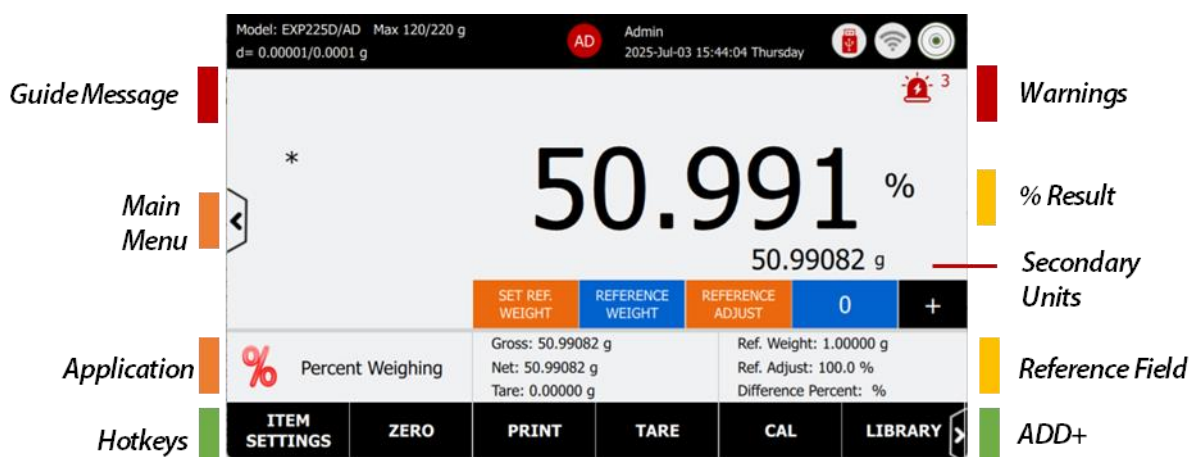 Model: EXP225D/AD Max 120/220 g
d= 0.00001/0.0001 g
AD
Admin
2025-Jul-03 15:44:04 Thursday
Guide Message
3
Warnings
*
50.991 %
Main
Menu
% Result
50.99082 g
Secondary
Units
SET REF.
WEIGHT
REFERENCE
WEIGHT
REFERENCE
ADJUST
0
+
Application
% Percent Weighing
Gross: 50.99082 g
Net: 50.99082 g
Tare: 0.00000 g
Ref. Weight: 1.00000 g
Ref. Adjust: 100.0 %
Difference Percent: %
Reference Field
Hotkeys
ITEM
SETTINGS
ZERO
PRINT
TARE
CAL
LIBRARY
ADD+